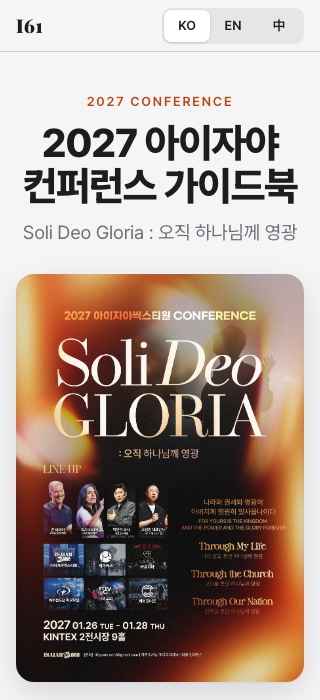 I61
KO
EN
中
2027 CONFERENCE
2027 아이자야
컨퍼런스 가이드북
Soli Deo Gloria : 오직 하나님께 영광
2027 아이자야씩스티원 CONFERENCE
Soli Deo
GLORIA
: 오직 하나님께 영광
LINE UP
나라와 권세와 영광이
아버지께 영원히 있사옵나이다
FOR YOURS IS THE KINGDOM
AND THE POWER AND THE GLORY FOREVER
Through My Life
Through the Church
Through Our Nation
2027 01.26 TUE - 01.28 THU
KINTEX 2전시장 9홀